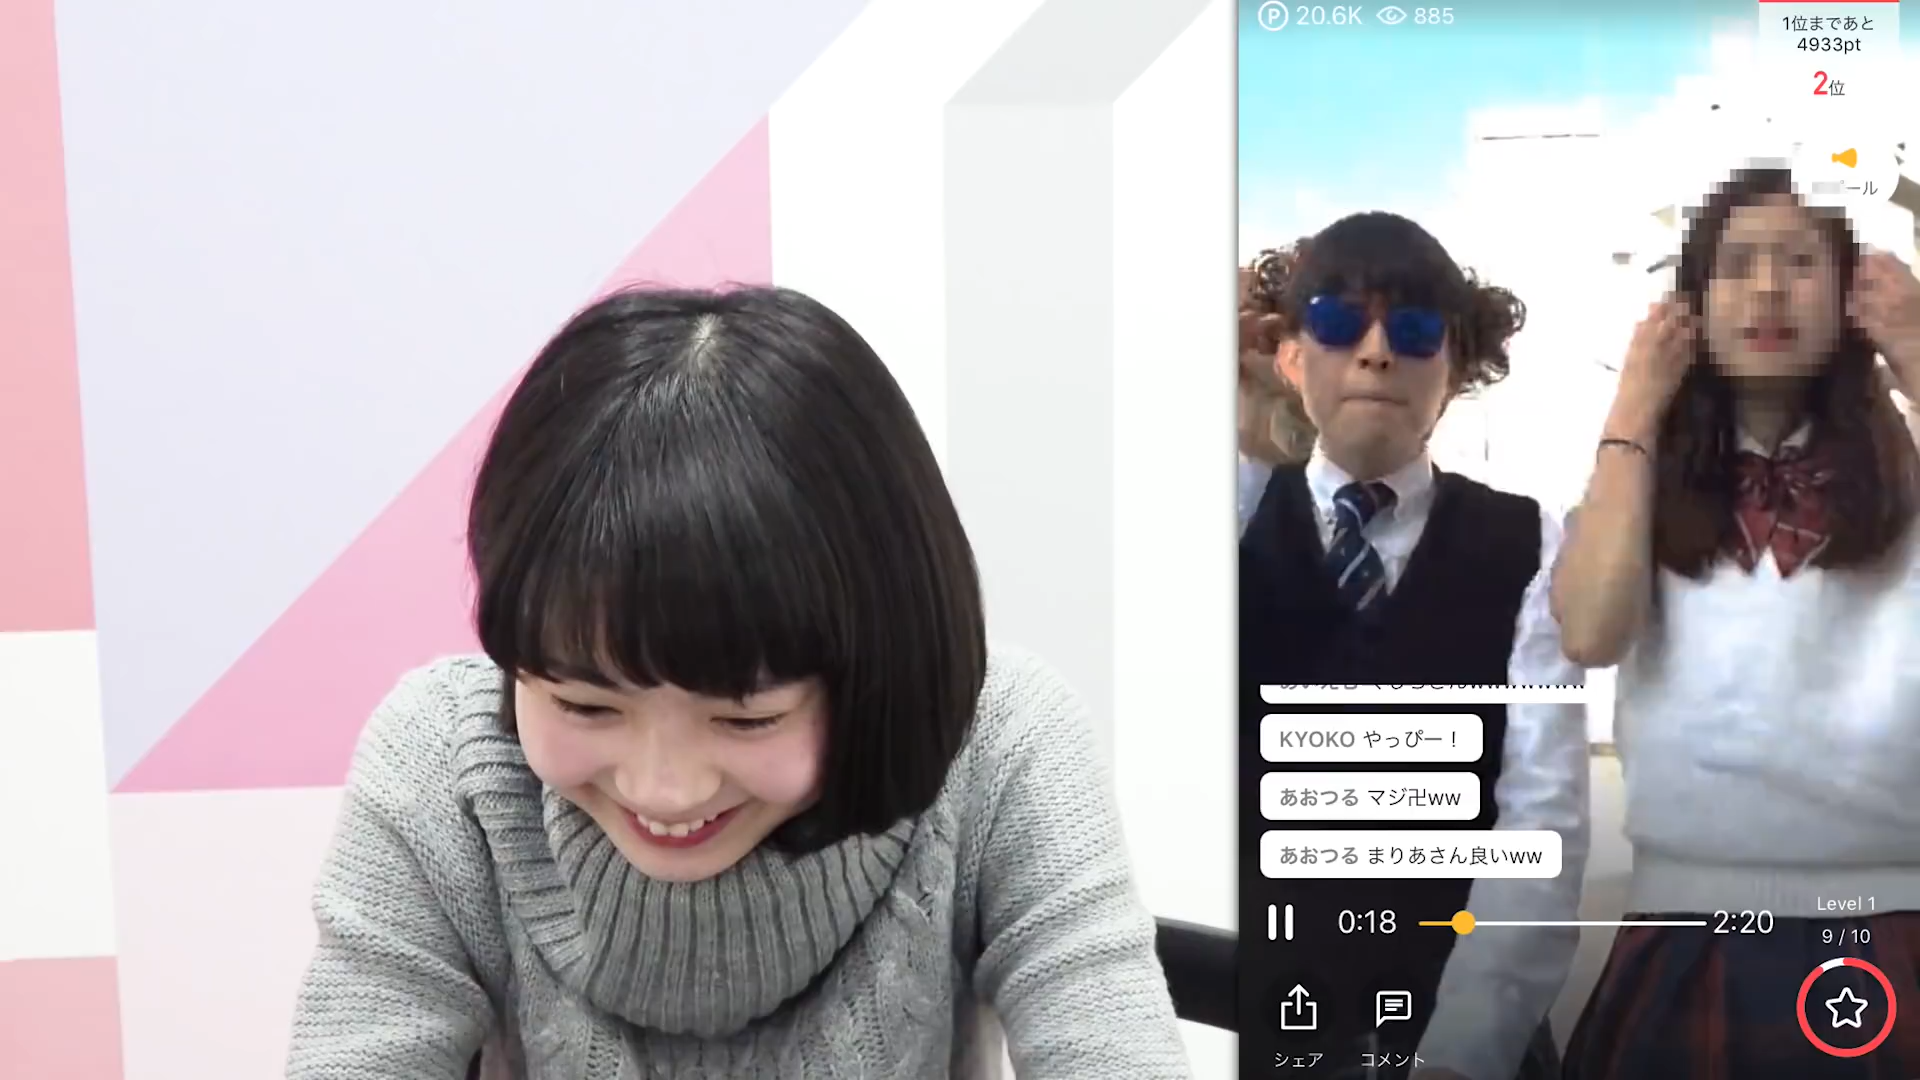 20.6K 885
1位まであと
4933pt
2位
ール
KYOKO やっぴー！
あおつる マジ卍ww
あおつる まりあさん良いww
0:18 2:20
Level 1
9 / 10
シェア コメント